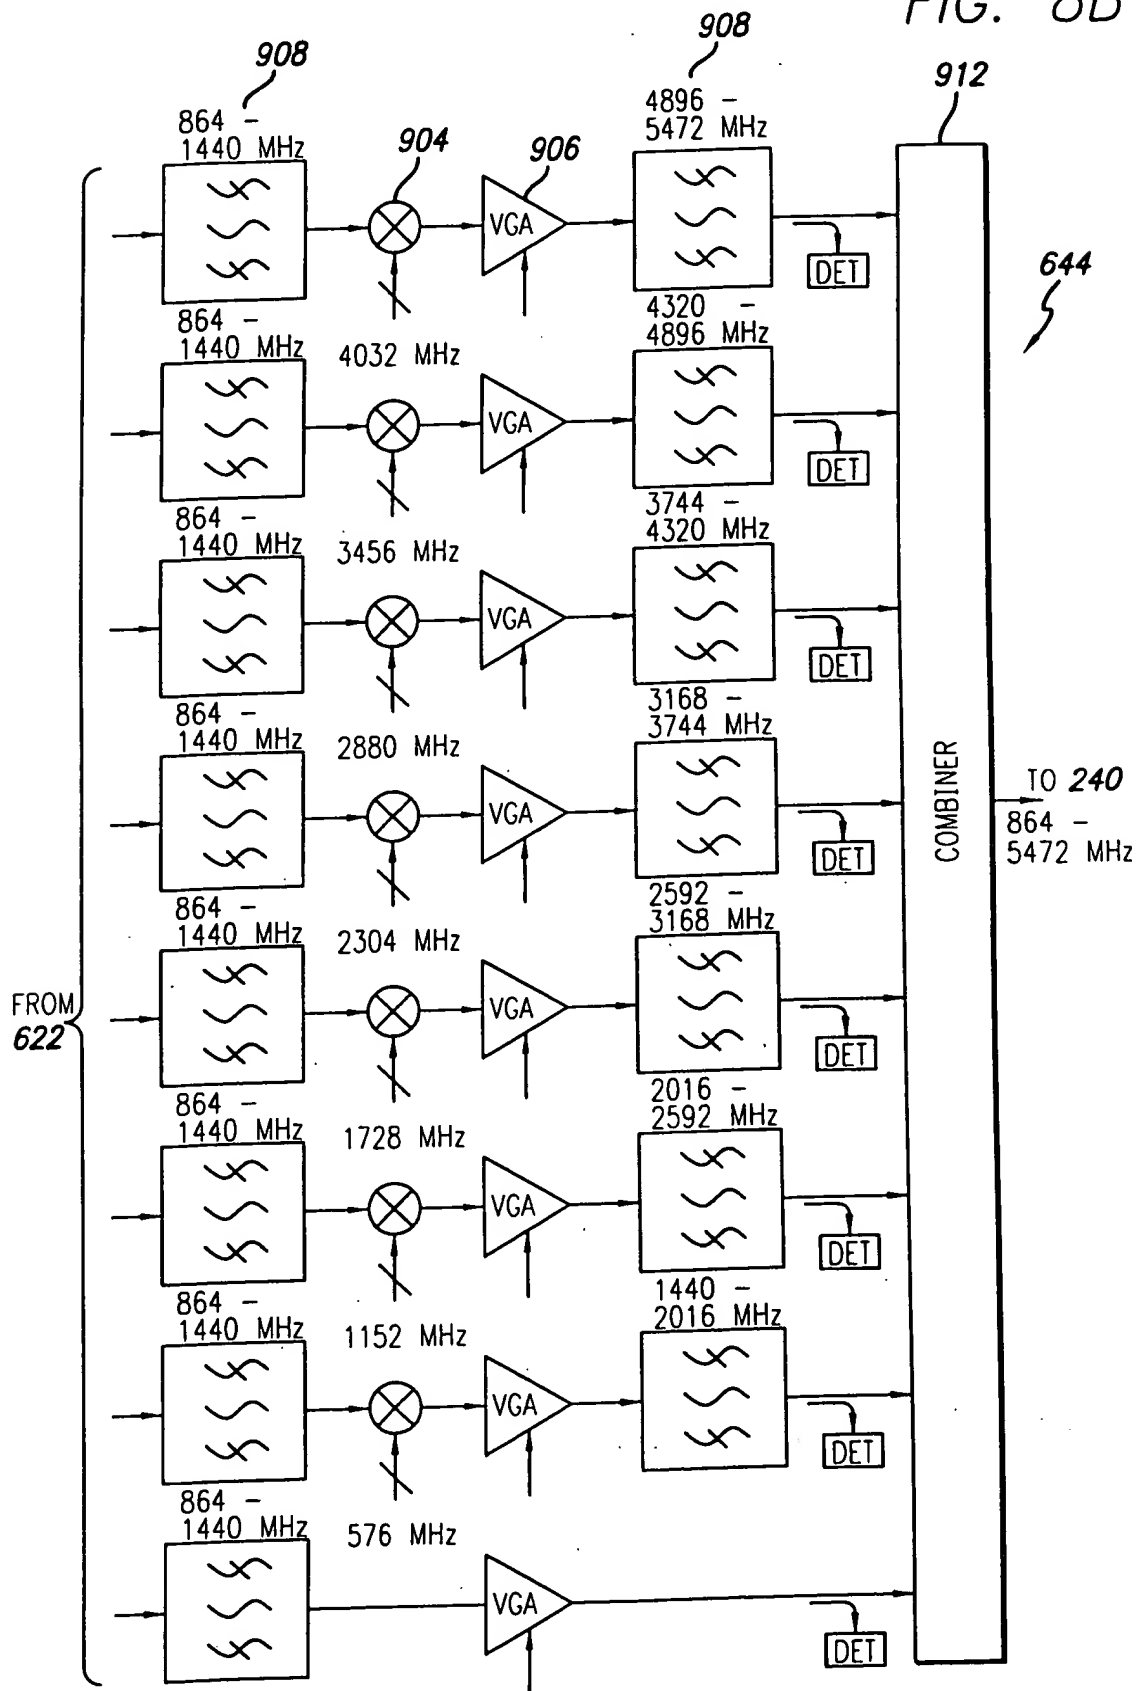 FIG. 8B
908
908
912
864 -
1440 MHz
904
906
4896 -
5472 MHz
VGA
DET
644
864 -
1440 MHz
4032 MHz
4320 -
4896 MHz
VGA
DET
864 -
1440 MHz
3456 MHz
3744 -
4320 MHz
VGA
DET
864 -
1440 MHz
2880 MHz
3168 -
3744 MHz
VGA
DET
COMBINER
TO 240
864 -
5472 MHz
864 -
1440 MHz
2304 MHz
2592 -
3168 MHz
VGA
DET
FROM
622
864 -
1440 MHz
1728 MHz
2016 -
2592 MHz
VGA
DET
864 -
1440 MHz
1152 MHz
1440 -
2016 MHz
VGA
DET
864 -
1440 MHz
576 MHz
VGA
DET